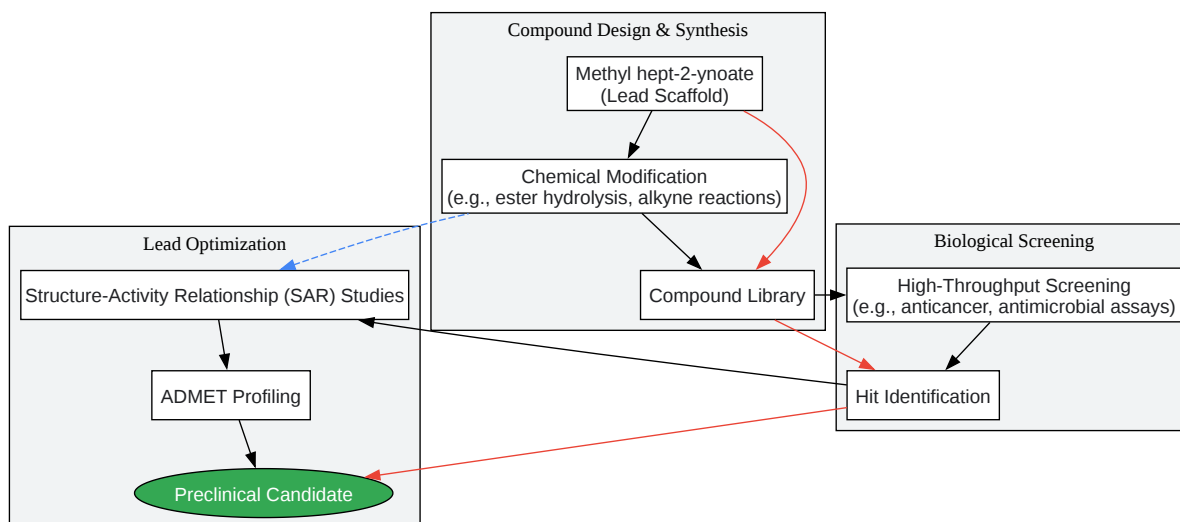 Compound Design & Synthesis
Methyl hept-2-ynoate
(Lead Scaffold)
Chemical Modification
(e.g., ester hydrolysis, alkyne reactions)
Compound Library
Biological Screening
High-Throughput Screening
(e.g., anticancer, antimicrobial assays)
Hit Identification
Lead Optimization
Structure-Activity Relationship (SAR) Studies
ADMET Profiling
Preclinical Candidate